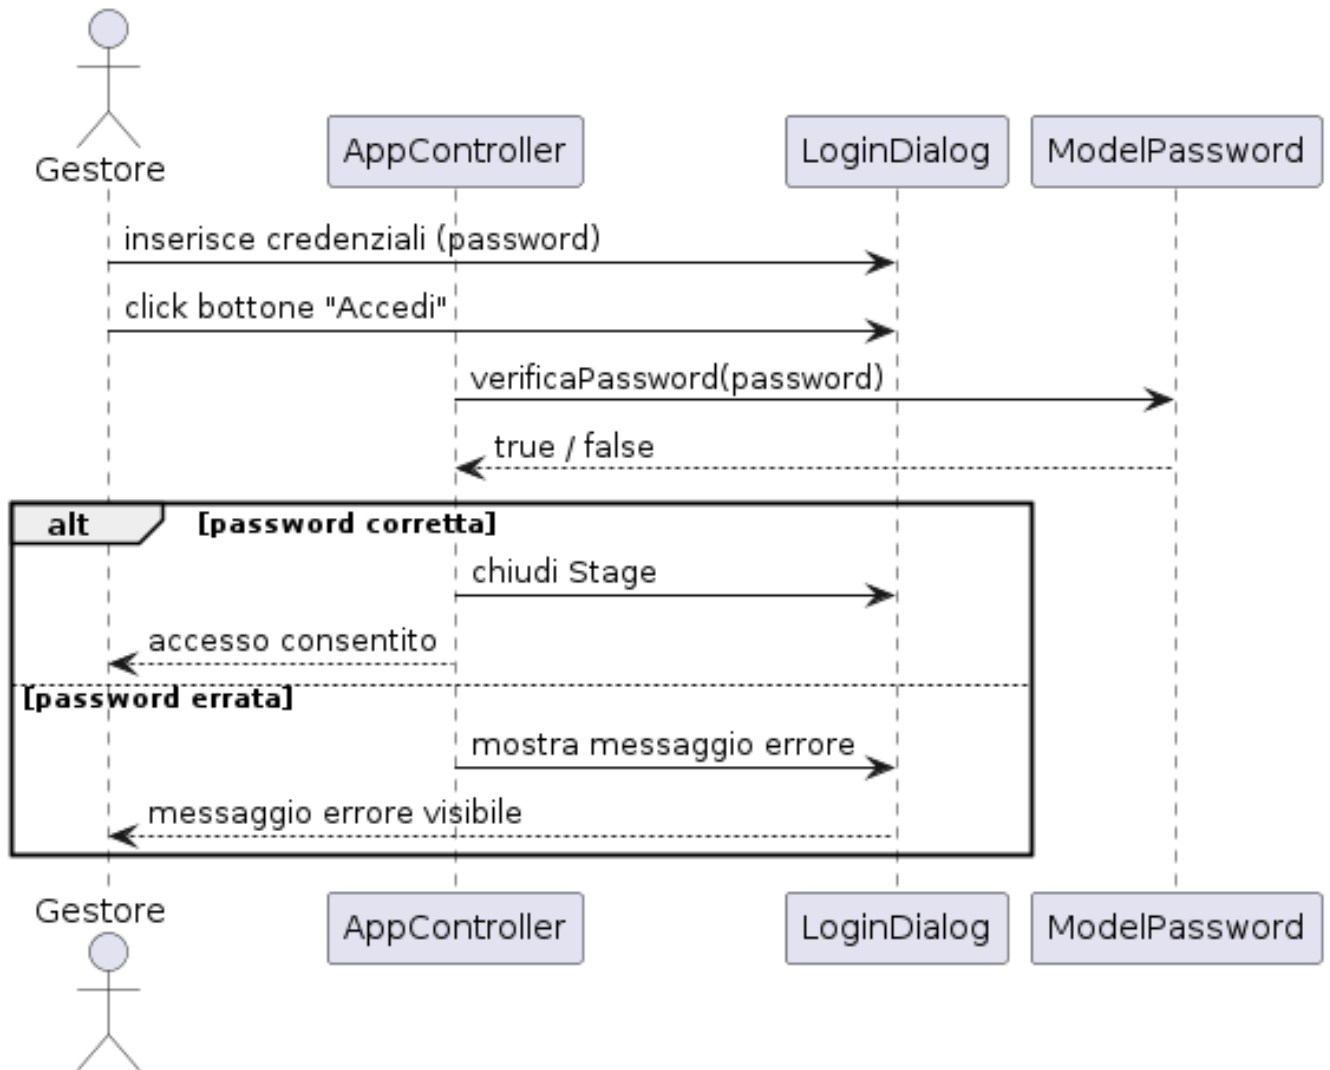 Gestore
AppController
LoginDialog
ModelPassword
inserisce credenziali (password)
click bottone "Accedi"
verificaPassword(password)
true / false
alt
[password corretta]
chiudi Stage
accesso consentito
[password errata]
mostra messaggio errore
messaggio errore visibile
Gestore
AppController
LoginDialog
ModelPassword